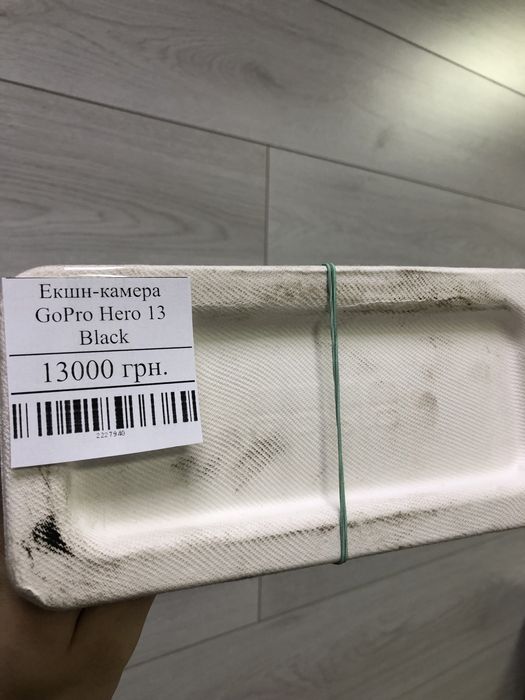 Екшн-камера
GoPro Hero 13
Black
13000 грн.
2227940